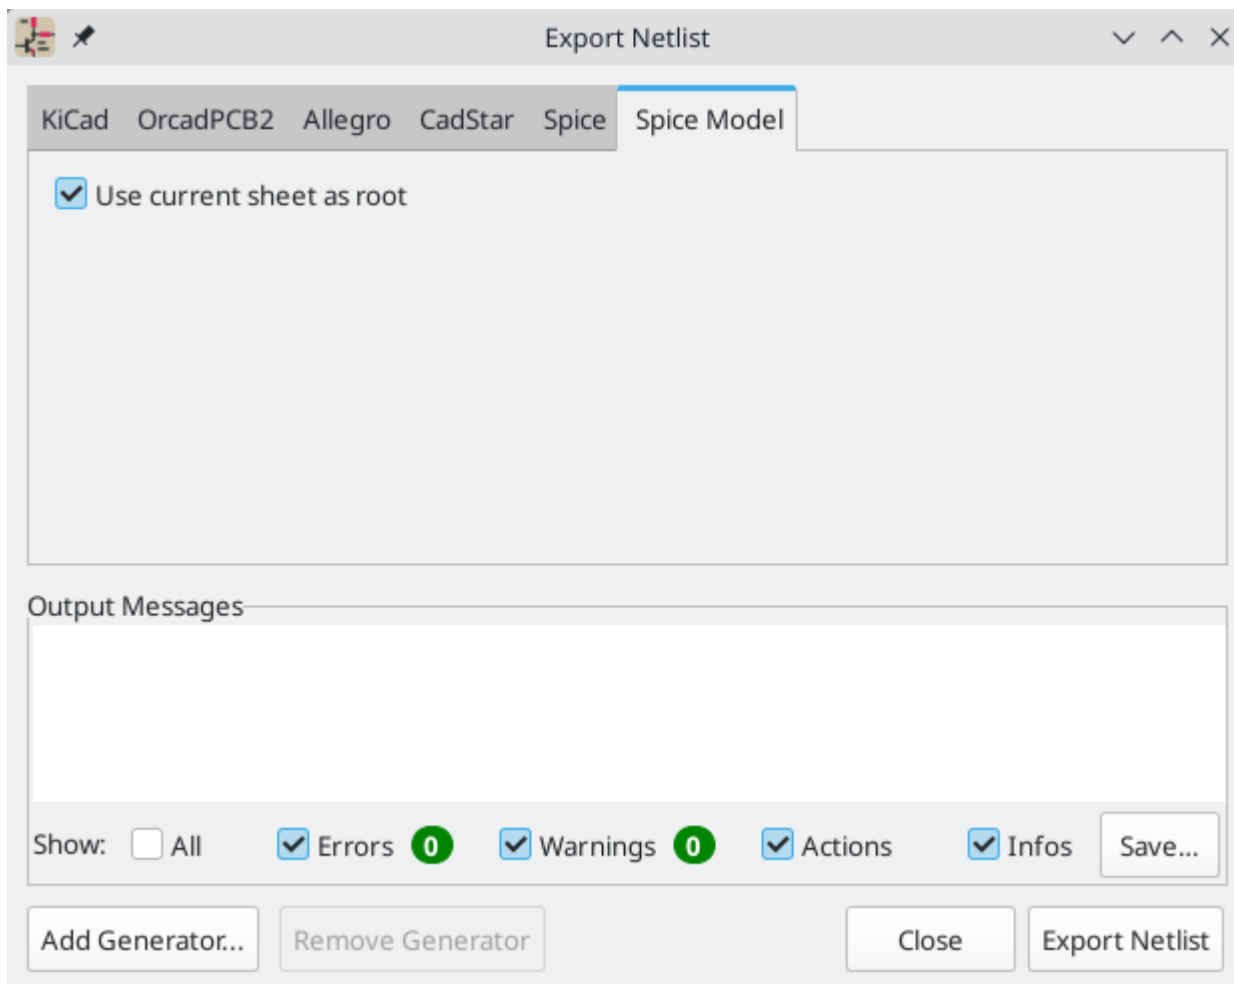 Export Netlist
KiCad OrcadPCB2 Allegro CadStar Spice Spice Model
Use current sheet as root
Output Messages
Show: All Errors 0 Warnings 0 Actions Infos Save...
Add Generator... Remove Generator Close Export Netlist